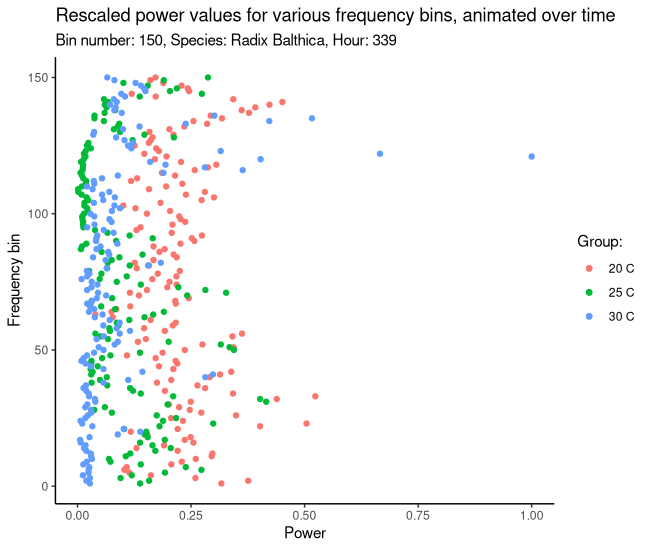 Rescaled power values for various frequency bins, animated over time
Bin number: 150, Species: Radix Balthica, Hour: 339
150
100
50
0
Frequency bin
0.00 0.25 0.50 0.75 1.00
Power
Group:
20 C
25 C
30 C